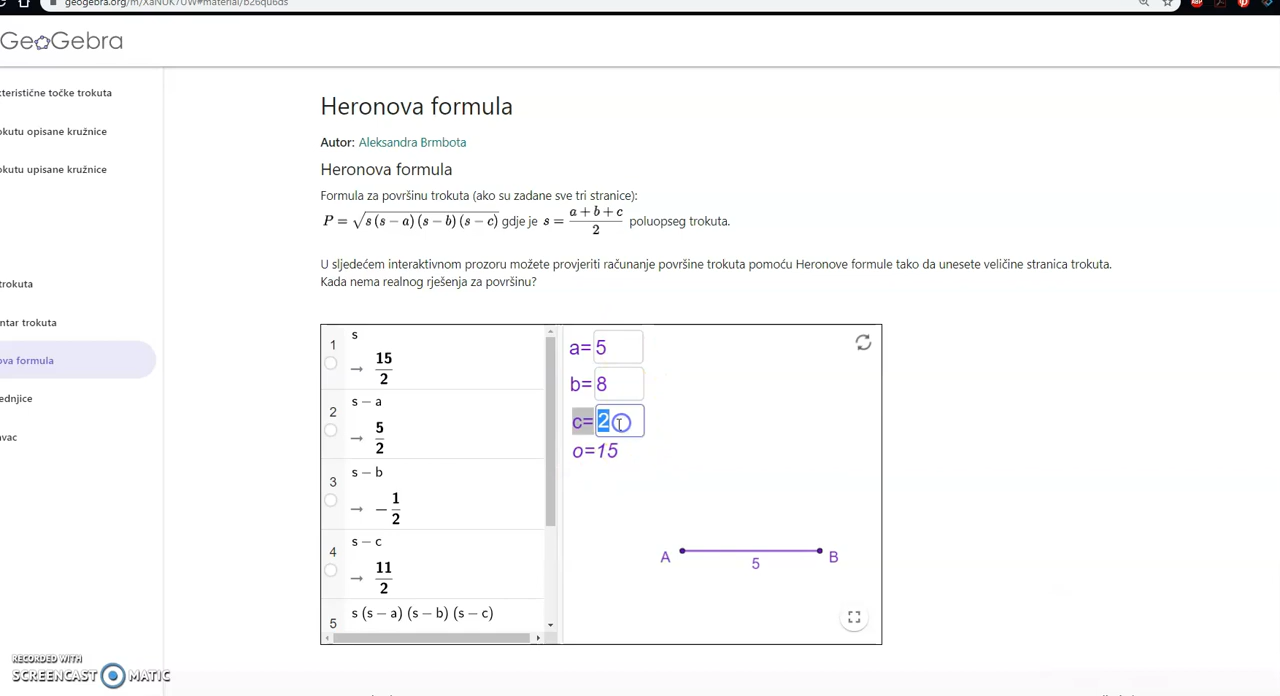 geogebra.org/m/XaNUK7UW#material/b26qu6ds
GeoGebra
kteristične točke trokuta
okutu opisane kružnice
okutu upisane kružnice
trokuta
ntar trokuta
ova formula
ednjice
avac
Heronova formula
Autor: Aleksandra Brmbota
Heronova formula
Formula za površinu trokuta (ako su zadane sve tri stranice):
P = √s (s − a) (s − b) (s − c) gdje je s = a + b + c / 2 poluopseg trokuta.
U sljedećem interaktivnom prozoru možete provjeriti računanje površine trokuta pomoću Heronove formule tako da unesete veličine stranica trokuta.
Kada nema realnog rješenja za površinu?
1 s
→ 15/2
2 s − a
→ 5/2
3 s − b
→ −1/2
4 s − c
→ 11/2
5 s (s − a) (s − b) (s − c)
a=5
b=8
c=2
o=15
A 5 B
RECORDED WITH
SCREENCAST MATIC